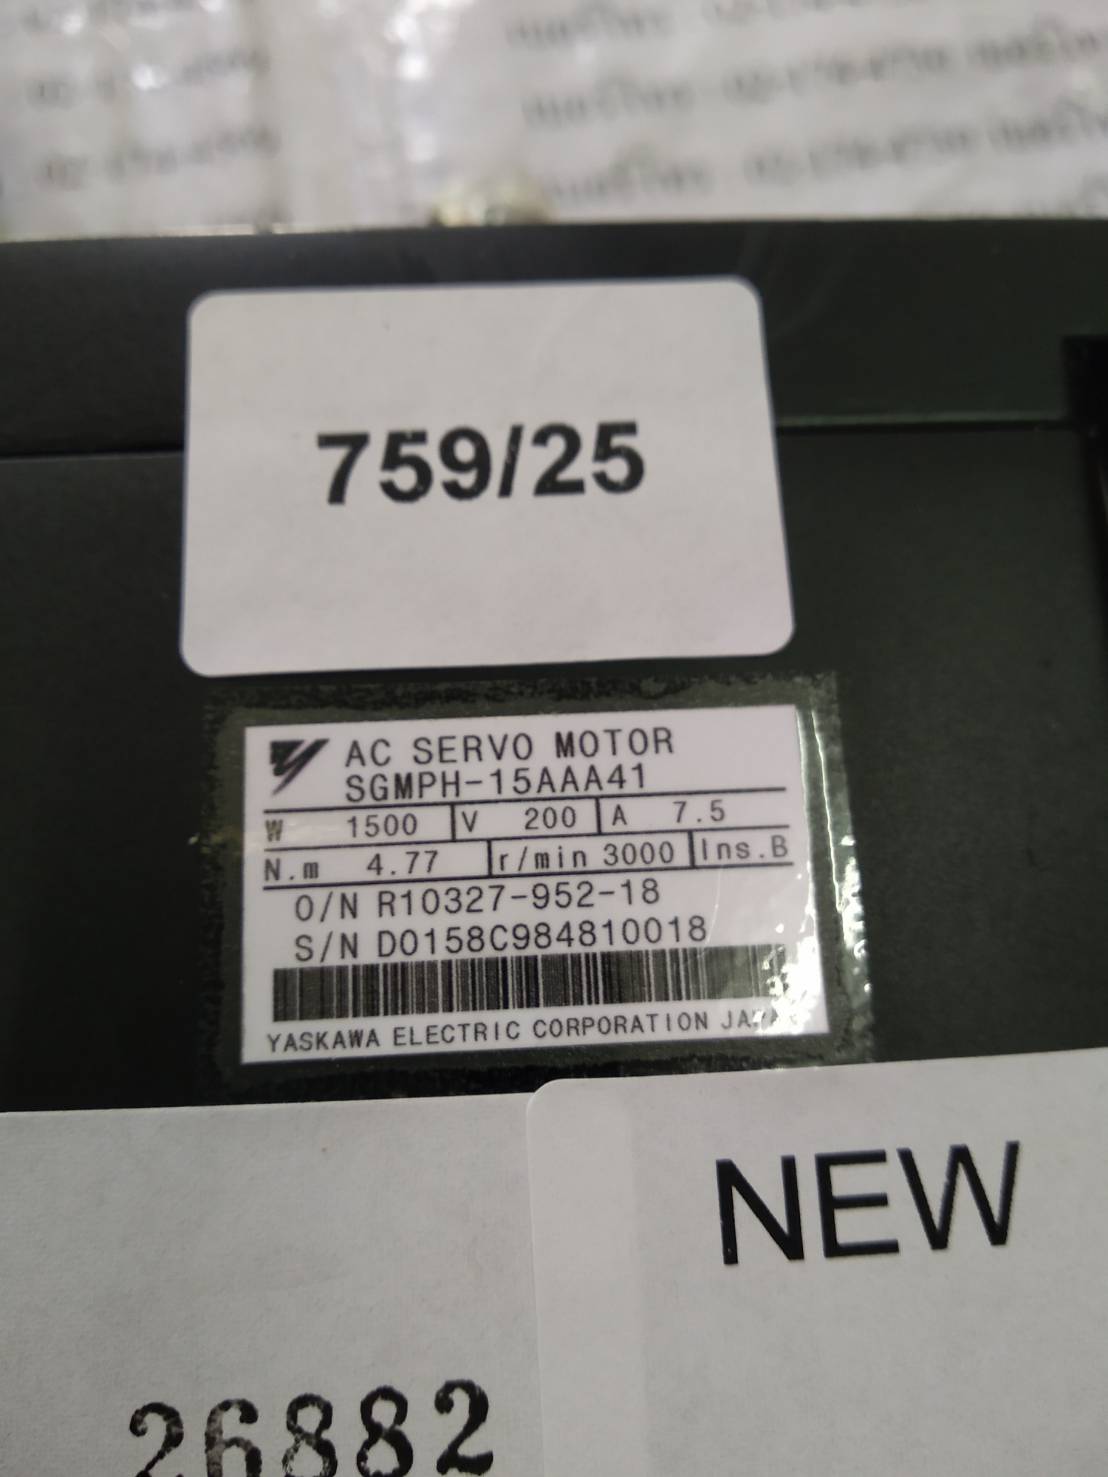 759/25
AC SERVO MOTOR
SGMPH-15AAA41
W 1500 V 200 A 7.5
N.m 4.77 r/min 3000 Ins.B
O/N R10327-952-18
S/N D0158C984810018
YASKAWA ELECTRIC CORPORATION
NEW
26882